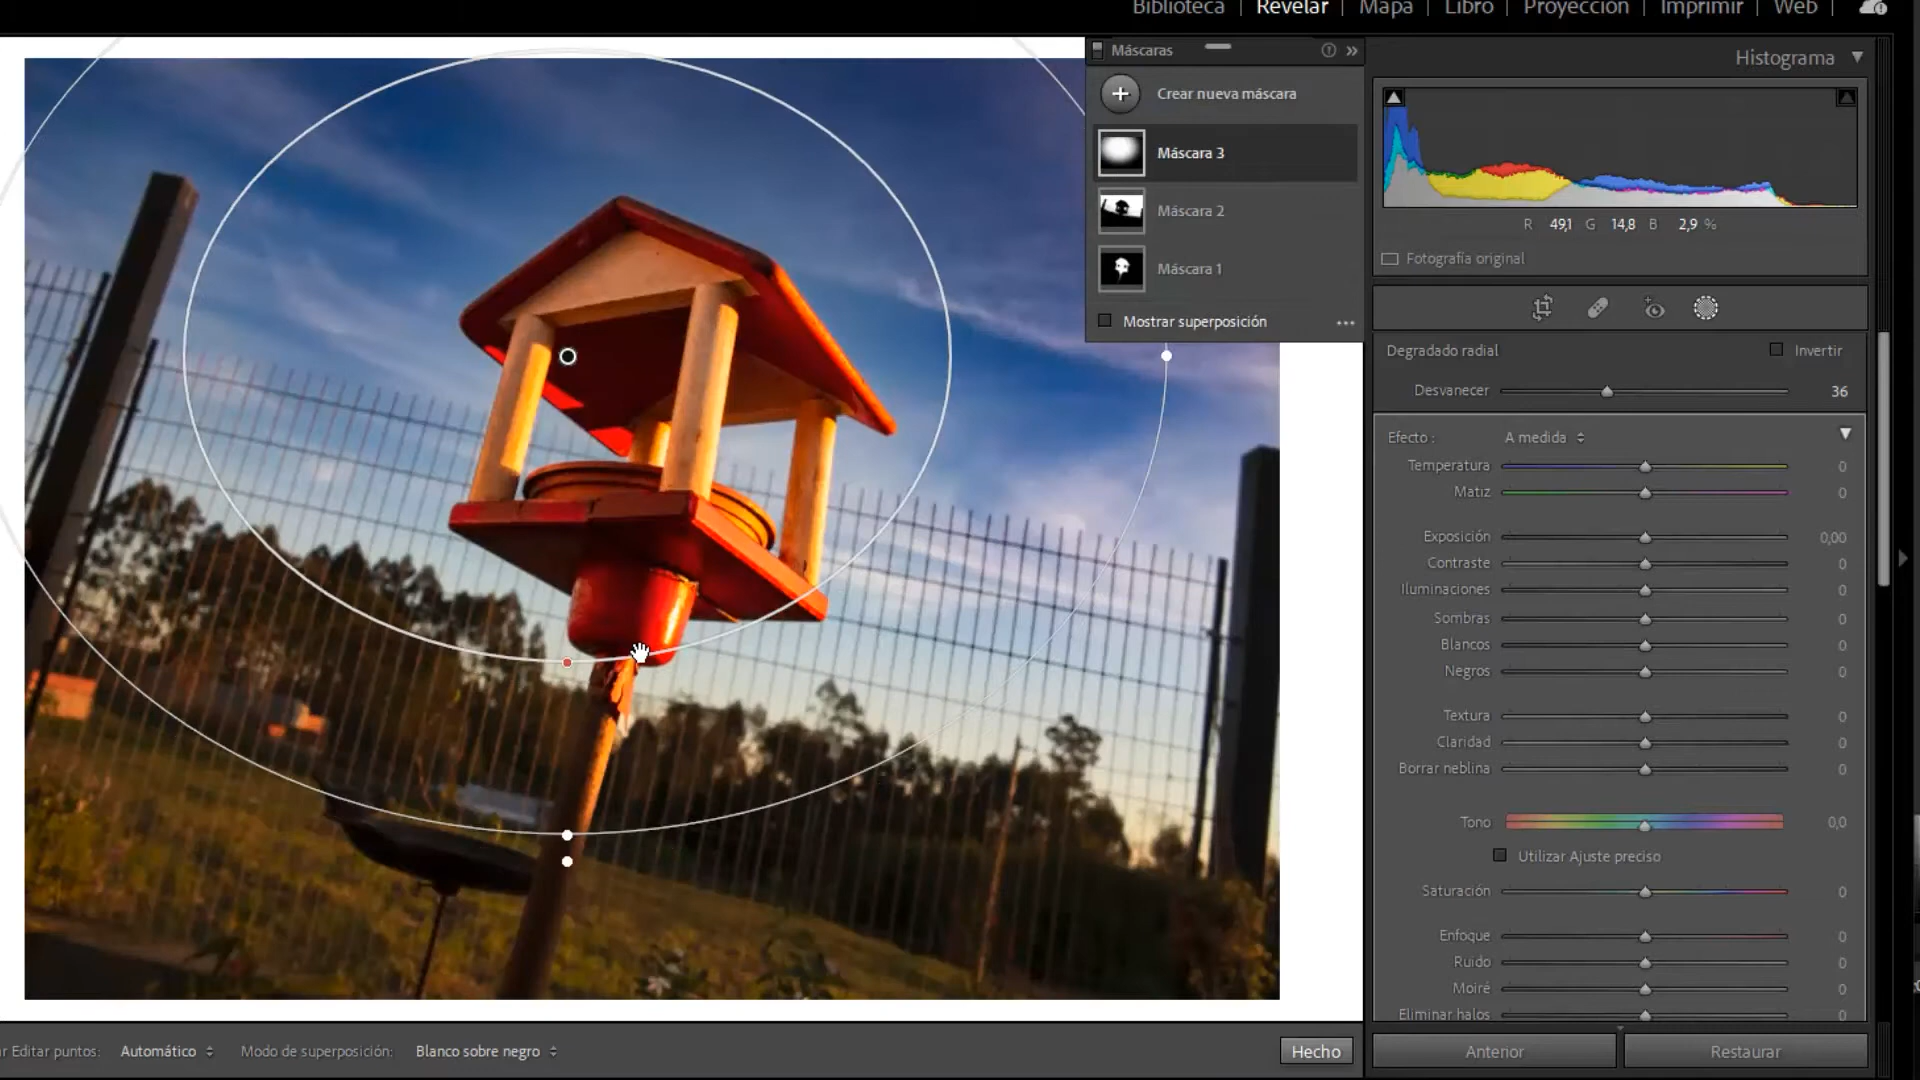 Biblioteca | Revelar | Mapa | Libro | Proyección | Imprimir | Web |
Máscaras
Crear nueva máscara
Máscara 3
Máscara 2
Máscara 1
Mostrar superposición
Histograma
R 49,1 G 14,8 B 2,9 %
Fotografía original
Degradado radial Invertir
Desvanecer 36
Efecto : A medida
Temperatura 0
Matiz 0
Exposición 0,00
Contraste 0
Iluminaciones 0
Sombras 0
Blancos 0
Negros 0
Textura 0
Claridad 0
Borrar neblina 0
Tono 0,0
Utilizar Ajuste preciso
Saturación 0
Enfoque 0
Ruido 0
Moiré 0
Eliminar halos 0
Editar puntos: Automático Modo de superposición: Blanco sobre negro Hecho
Anterior Restaurar